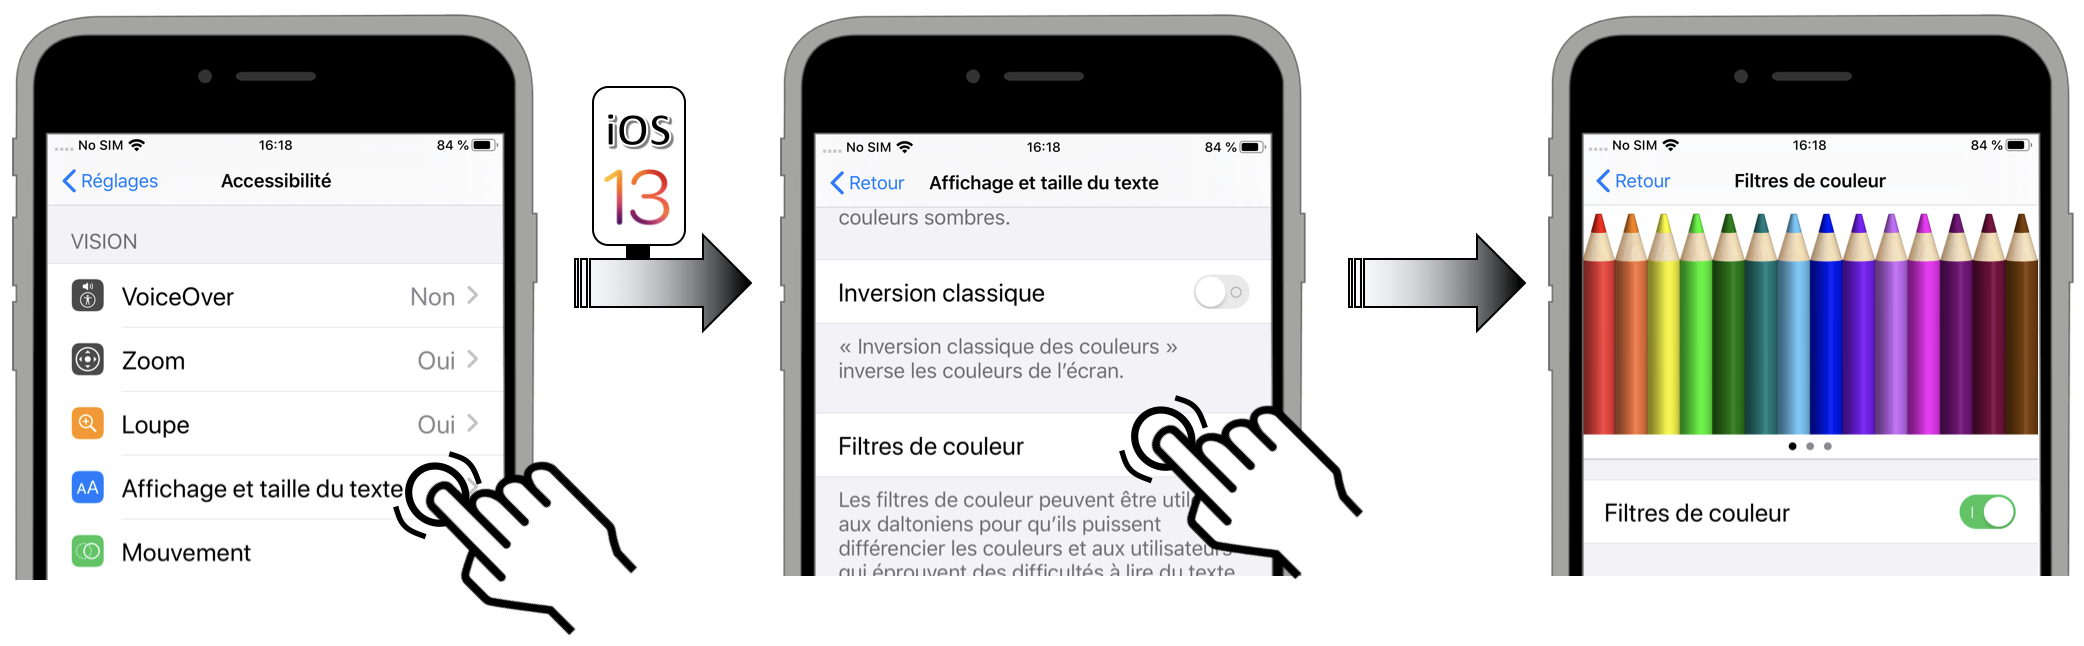 No SIM 16:18 84 %
Réglages Accessibilité
VISION
VoiceOver Non
Zoom Oui
Loupe Oui
AA Affichage et taille du texte
Mouvement
iOS
13
No SIM 16:18 84 %
Retour Affichage et taille du texte
couleurs sombres.
Inversion classique
« Inversion classique des couleurs »
inverse les couleurs de l'écran.
Filtres de couleur
Les filtres de couleur peuvent être
aux daltoniens pour qu'ils puissent
différencier les couleurs et aux utilisateurs
qui éprouvent des difficultés à lire du texte
No SIM 16:18 84 %
Retour Filtres de couleur
Filtres de couleur